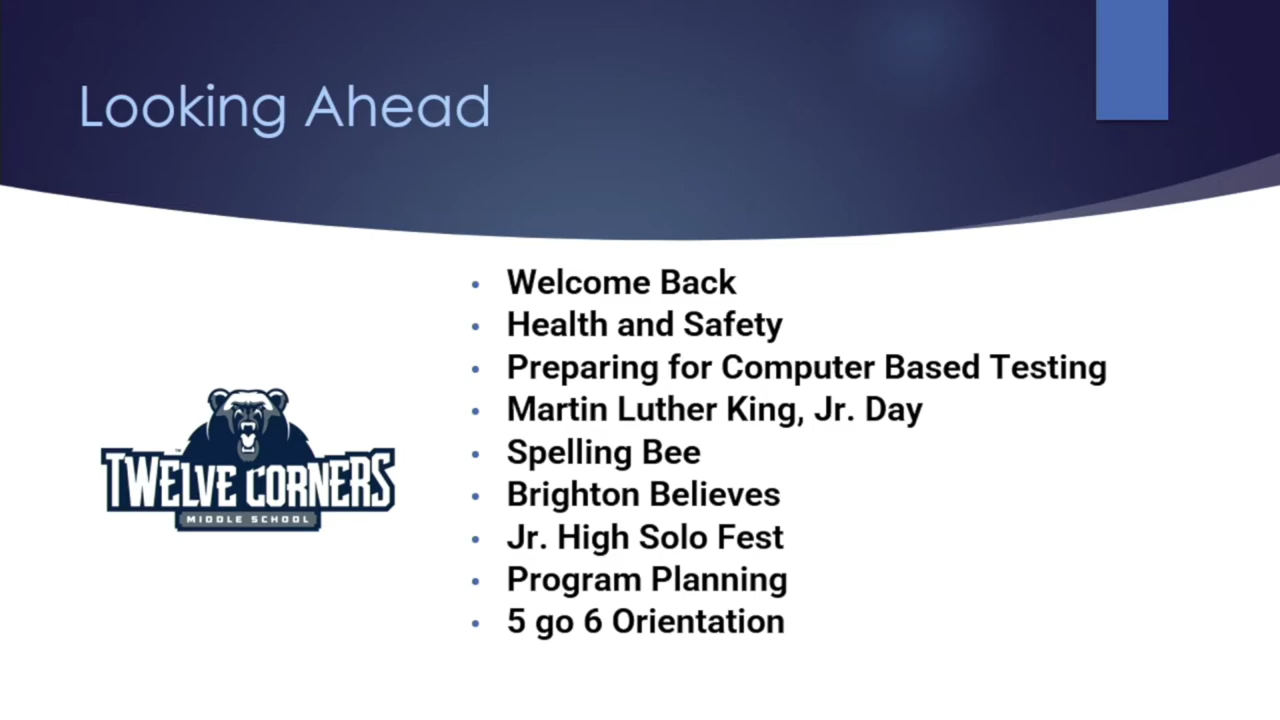 Looking Ahead
Welcome Back
Health and Safety
Preparing for Computer Based Testing
Martin Luther King, Jr. Day
Spelling Bee
Brighton Believes
Jr. High Solo Fest
Program Planning
5 go 6 Orientation
TWELVE CORNERS
MIDDLE SCHOOL